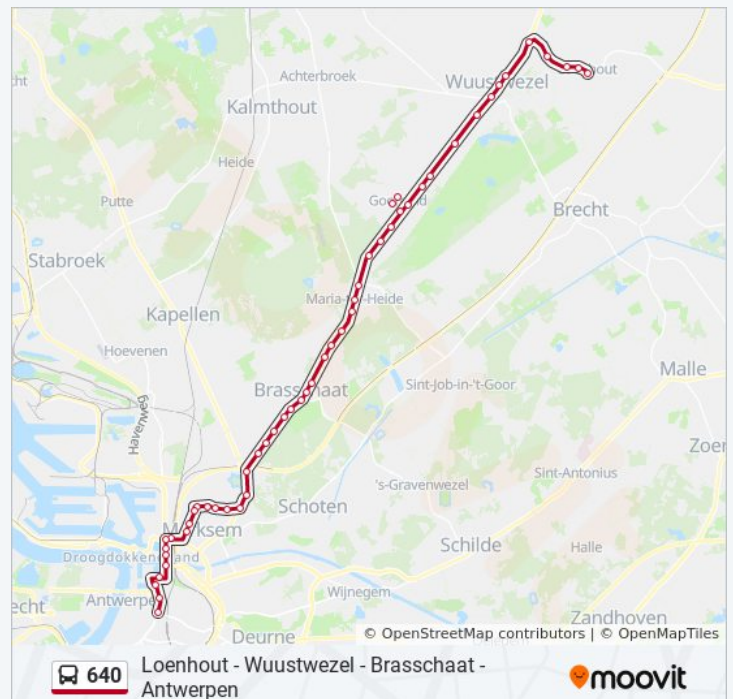 Achterbroek
Wuustwezel
Kalmthout
Heide
Putte
Brecht
Stabroek
Maria-ter-Heide
Kapellen
Hoevenen
Malle
Brasschaat
Sint-Job-in-'t-Goor
Havenweg
Zoer
Sint-Antonius
's-Gravenwezel
Schoten
Merksem
Schilde
Halle
Droogdokkeneiland
Wijnegem
Antwerpen
Zandhoven
Deurne
© OpenStreetMap contributors | © OpenMapTiles
640
Loenhout - Wuustwezel - Brasschaat -
Antwerpen
moovit